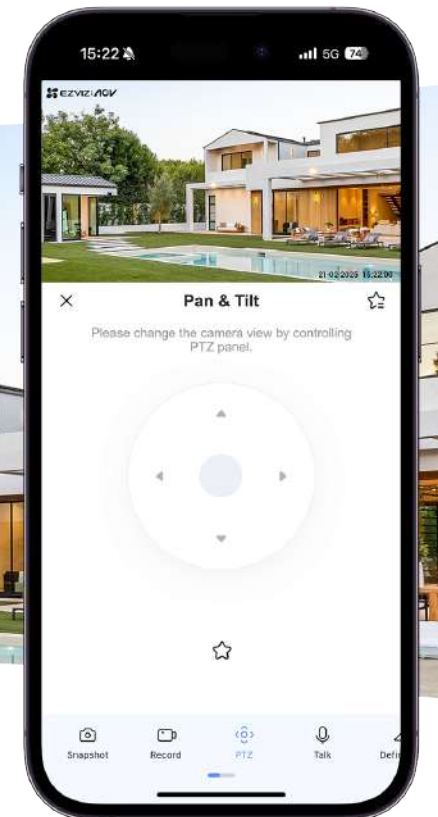 15:22
5G 74
EZVIZ AOV
21-02-2025 15:22:00
Pan & Tilt
Please change the camera view by controlling
PTZ panel.
Snapshot
Record
PTZ
Talk
Defin